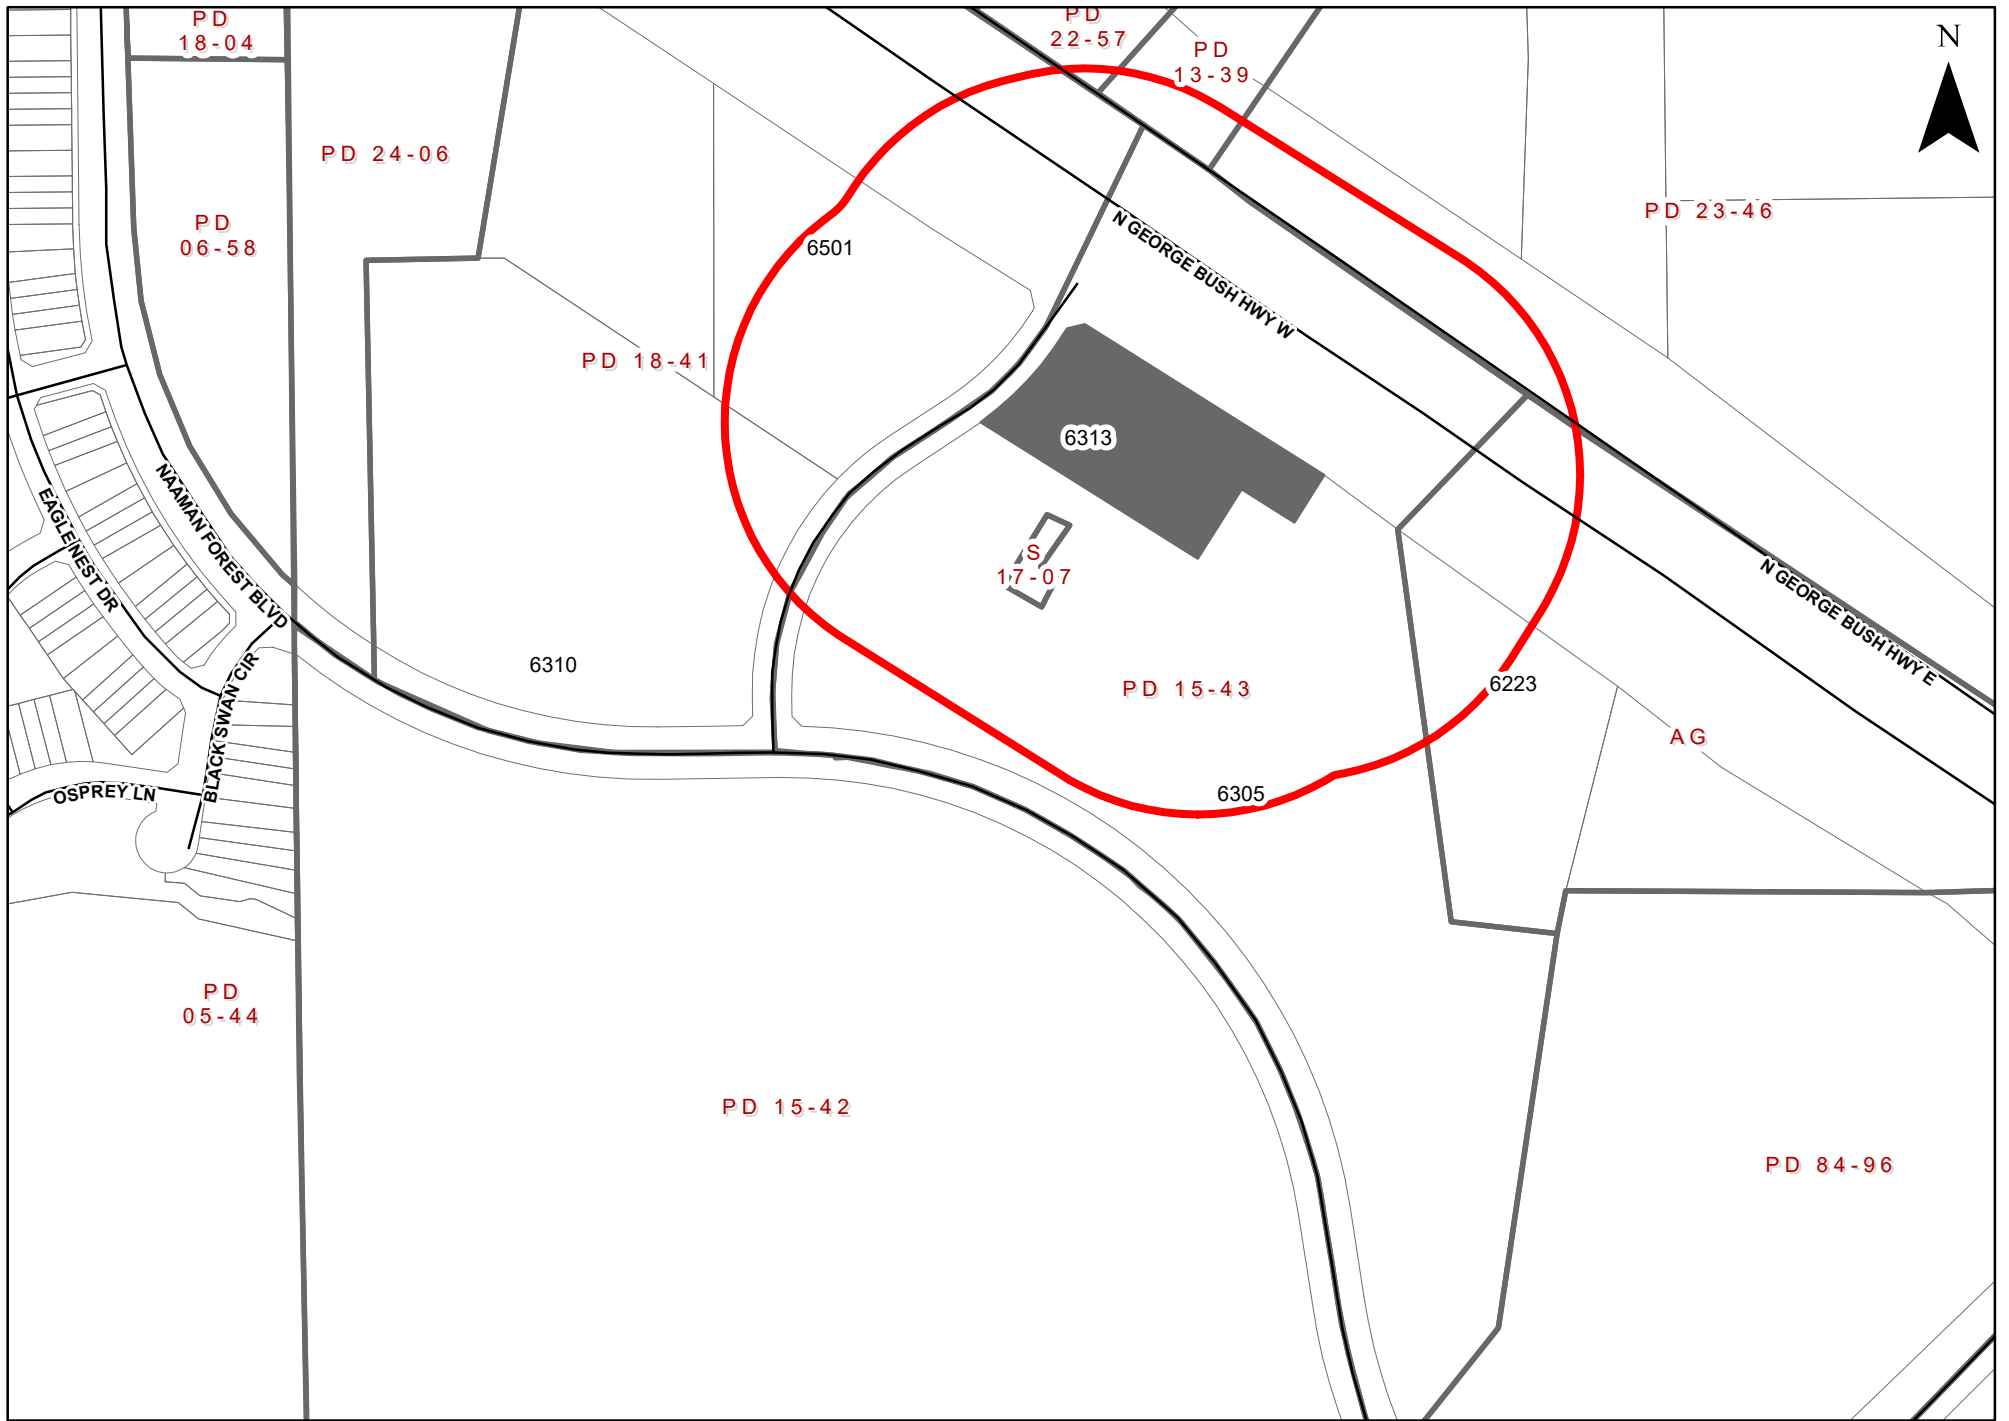 PD
18-04
PD
22-57
PD
13-39
N
PD 24-06
PD
06-58
6501
PD 23-46
N GEORGE BUSH HWY W
PD 18-41
6313
NAAMAN FOREST BLVD
EAGLE NEST DR
S
17-07
N GEORGE BUSH HWY E
6310
PD 15-43
6223
BLACK SWAN CIR
AG
OSPREY LN
6305
PD
05-44
PD 15-42
PD 84-96